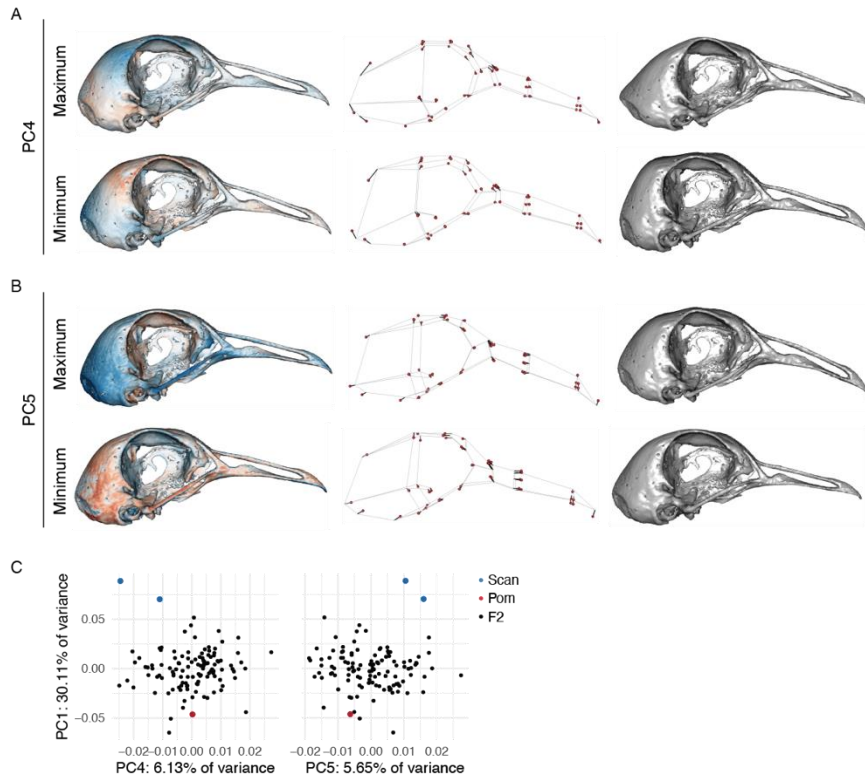 A
PC4
Maximum
Minimum
B
PC5
Maximum
Minimum
C
PC1: 30.11% of variance
0.05
0.00
−0.05
−0.02 −0.01 0.00 0.01 0.02
PC4: 6.13% of variance
−0.02 −0.01 0.00 0.01 0.02
PC5: 5.65% of variance
Scan
Pom
F2